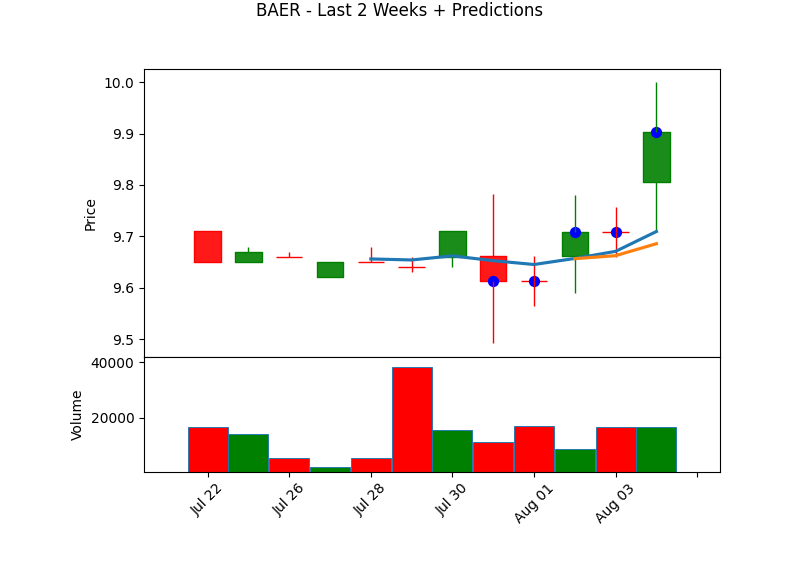 BAER - Last 2 Weeks + Predictions
10.0
9.9
9.8
9.7
9.6
9.5
Price
40000
20000
Volume
Jul 22
Jul 26
Jul 28
Jul 30
Aug 01
Aug 03